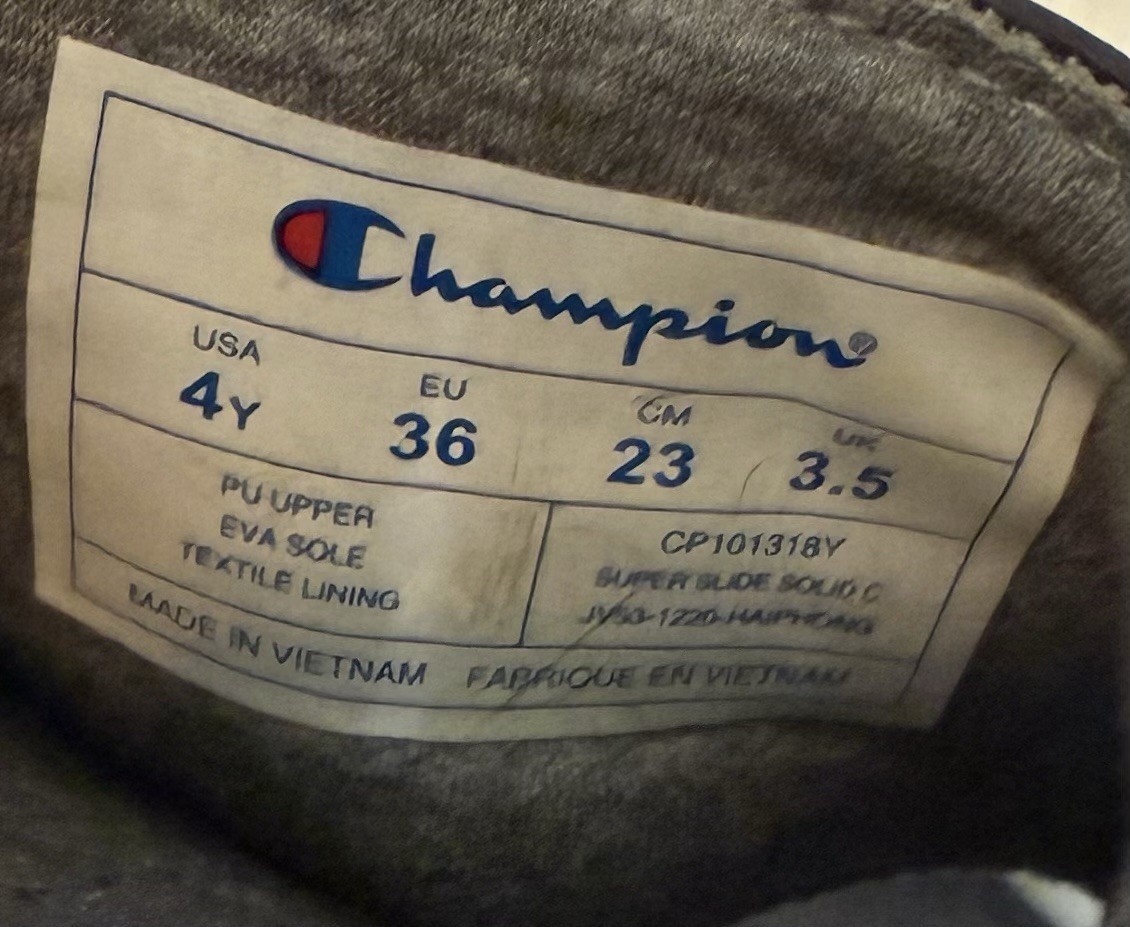 Champion®
USA EU CM UK
4Y 36 23 3.5
PU UPPER
EVA SOLE
TEXTILE LINING
CP101318Y
SUPER SLIDE SOLID C
MADE IN VIETNAM FABRIQUE EN VIETNAM